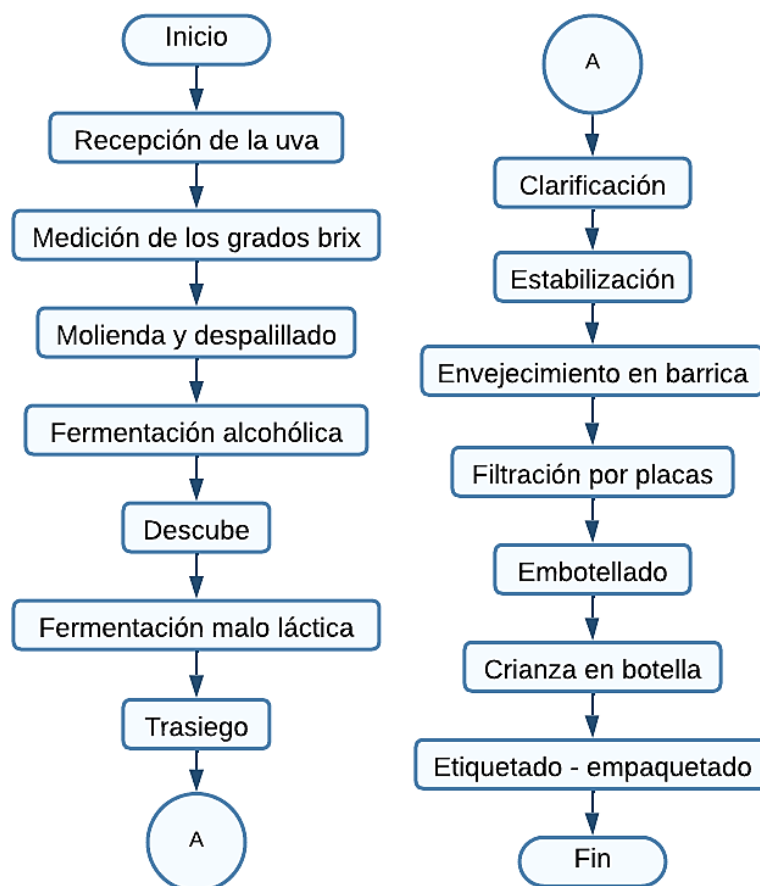 Inicio
Recepción de la uva
Medición de los grados brix
Molienda y despalillado
Fermentación alcohólica
Descube
Fermentación malo láctica
Trasiego
A
A
Clarificación
Estabilización
Envejecimiento en barrica
Filtración por placas
Embotellado
Crianza en botella
Etiquetado - empaquetado
Fin